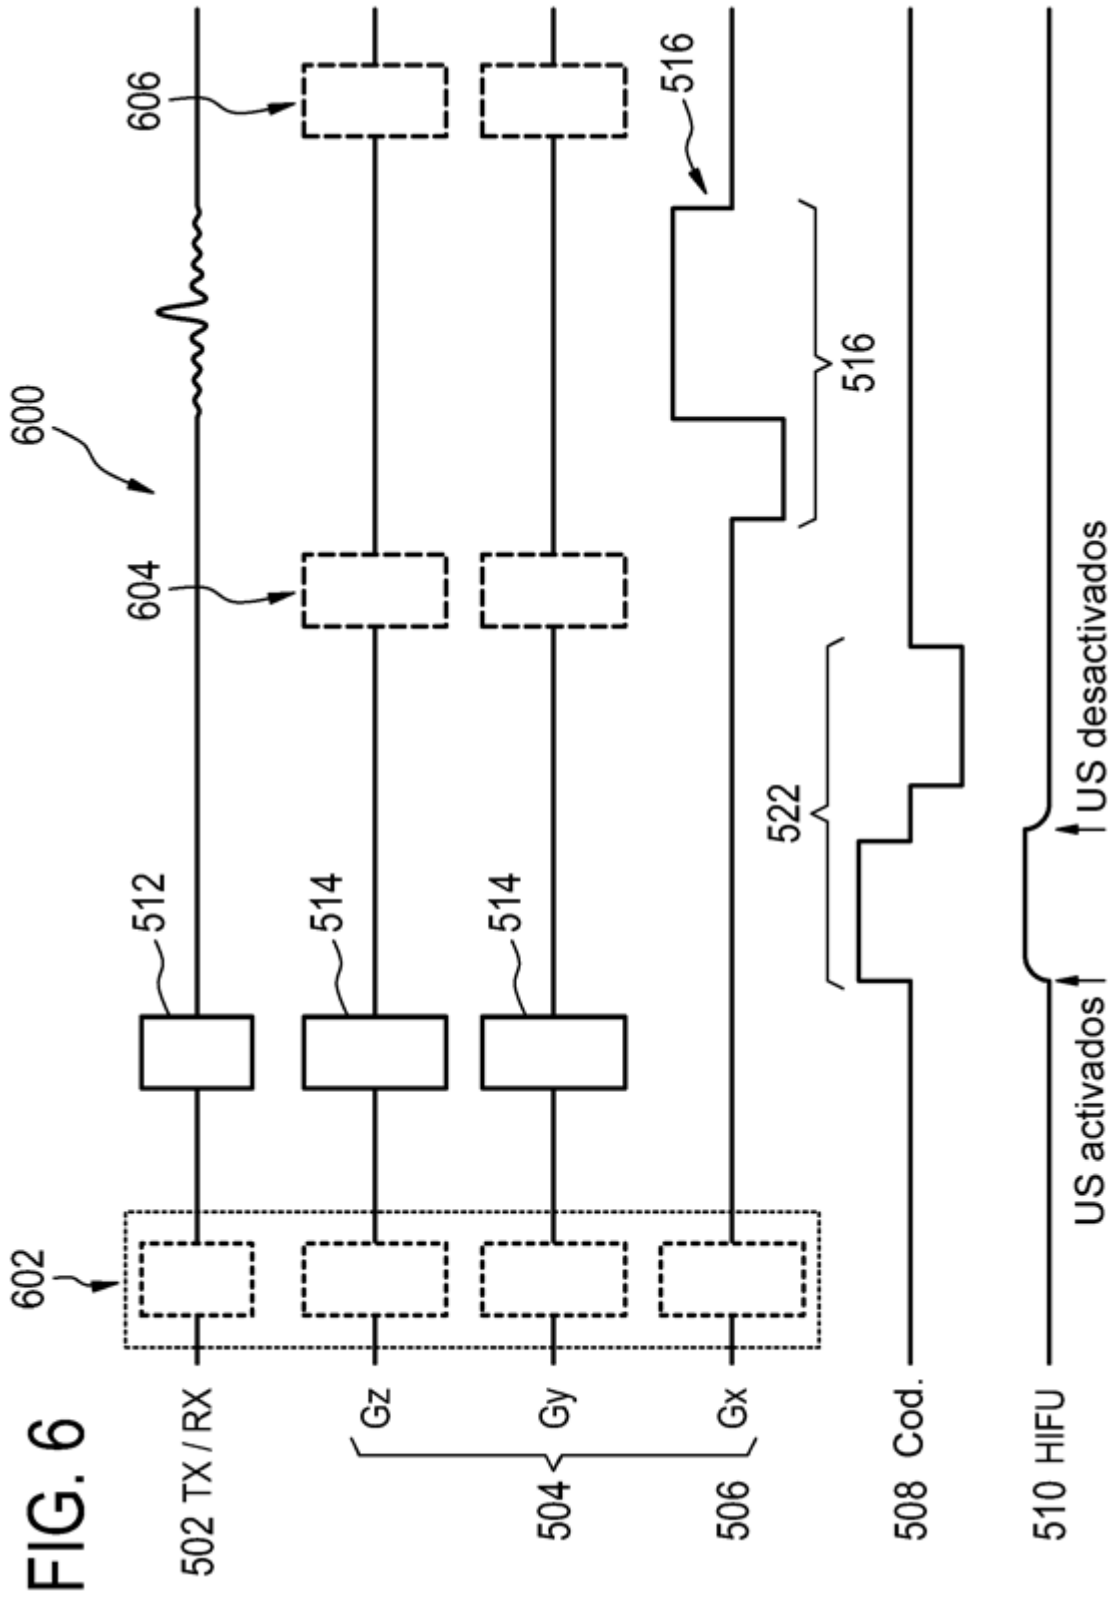 FIG. 6
600
602
604
606
502 TX / RX
512
Gz
514
504
Gy
514
506 Gx
516
516
522
508 Cod.
510 HIFU
US activados
US desactivados